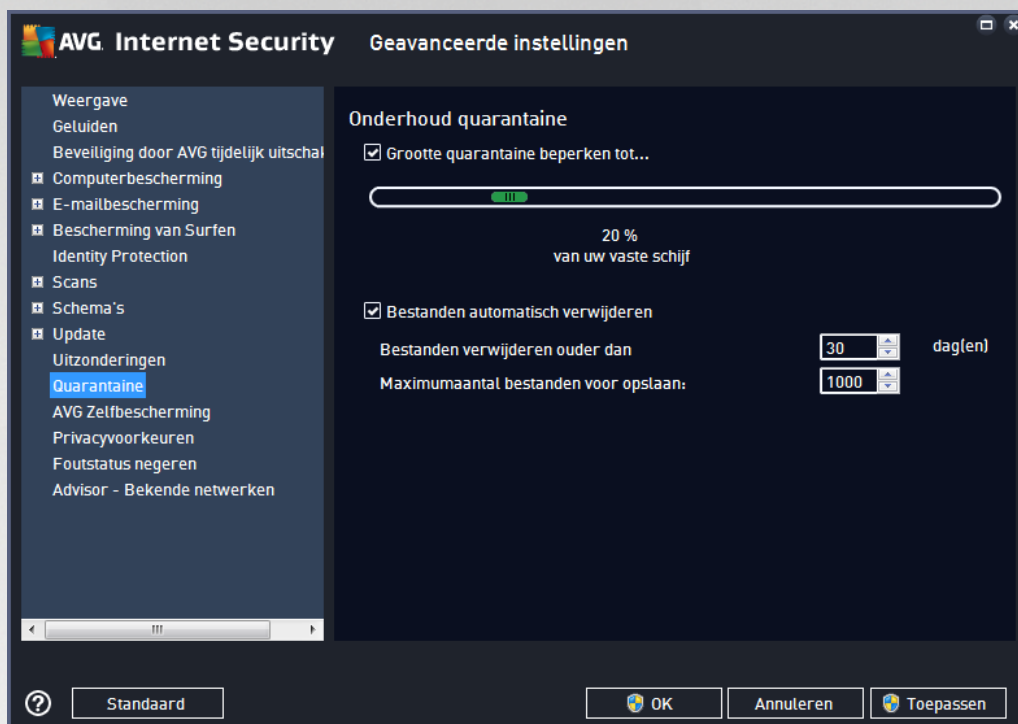 AVG. Internet Security Geavanceerde instellingen
Weergave
Geluiden
Beveiliging door AVG tijdelijk uitschal
Computerbescherming
E-mailbescherming
Bescherming van Surfen
Identity Protection
Scans
Schema's
Update
Uitzonderingen
Quarantaine
AVG Zelfbescherming
Privacyvoorkeuren
Foutstatus negeren
Advisor - Bekende netwerken
Onderhoud quarantaine
Grootte quarantaine beperken tot...
20 %
van uw vaste schijf
Bestanden automatisch verwijderen
Bestanden verwijderen ouder dan 30 dag(en)
Maximumaantal bestanden voor opslaan: 1000
? Standaard OK Annuleren Toepassen